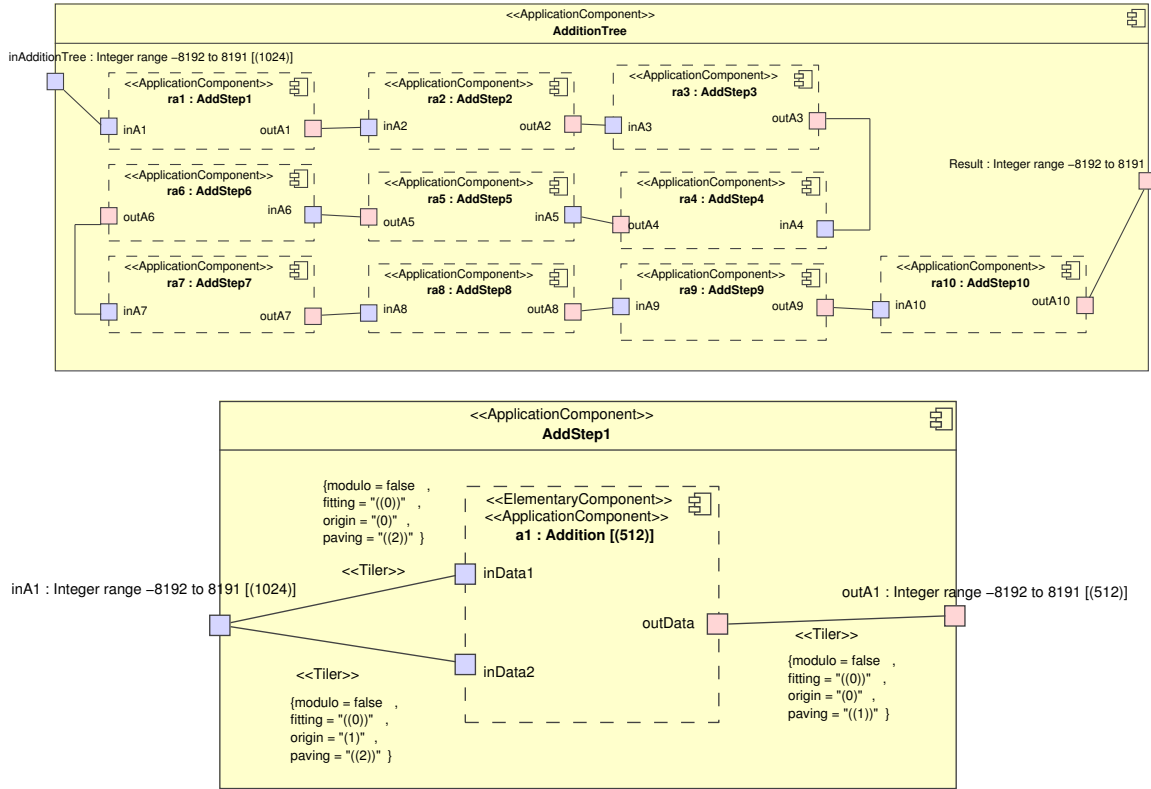 <<ApplicationComponent>>
AdditionTree
inAdditionTree : Integer range −8192 to 8191 [(1024)]
<<ApplicationComponent>>
ra1 : AddStep1
inA1
outA1
<<ApplicationComponent>>
ra2 : AddStep2
inA2
outA2
<<ApplicationComponent>>
ra3 : AddStep3
inA3
outA3
<<ApplicationComponent>>
ra6 : AddStep6
outA6
inA6
<<ApplicationComponent>>
ra5 : AddStep5
outA5
inA5
<<ApplicationComponent>>
ra4 : AddStep4
outA4
inA4
Result : Integer range −8192 to 8191
<<ApplicationComponent>>
ra7 : AddStep7
inA7
outA7
<<ApplicationComponent>>
ra8 : AddStep8
inA8
outA8
<<ApplicationComponent>>
ra9 : AddStep9
inA9
outA9
<<ApplicationComponent>>
ra10 : AddStep10
inA10
outA10
<<ApplicationComponent>>
AddStep1
{modulo = false ,
fitting = "((0))" ,
origin = "(0)" ,
paving = "((2))" }
<<Tiler>>
<<ElementaryComponent>>
<<ApplicationComponent>>
a1 : Addition [(512)]
inData1
inA1 : Integer range −8192 to 8191 [(1024)]
outA1 : Integer range −8192 to 8191 [(512)]
outData
<<Tiler>>
{modulo = false ,
fitting = "((0))" ,
origin = "(0)" ,
paving = "((1))" }
inData2
<<Tiler>>
{modulo = false ,
fitting = "((0))" ,
origin = "(1)" ,
paving = "((2))" }